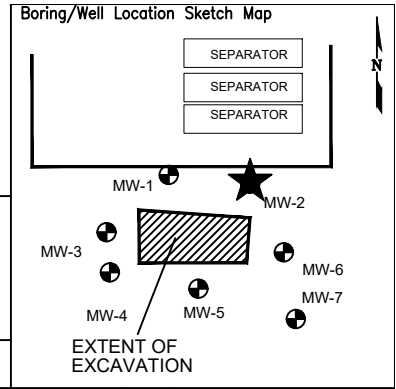 Boring/Well Location Sketch Map
SEPARATOR
SEPARATOR
SEPARATOR
N
MW-1
MW-2
MW-3
MW-6
MW-7
MW-4
MW-5
EXTENT OF
EXCAVATION